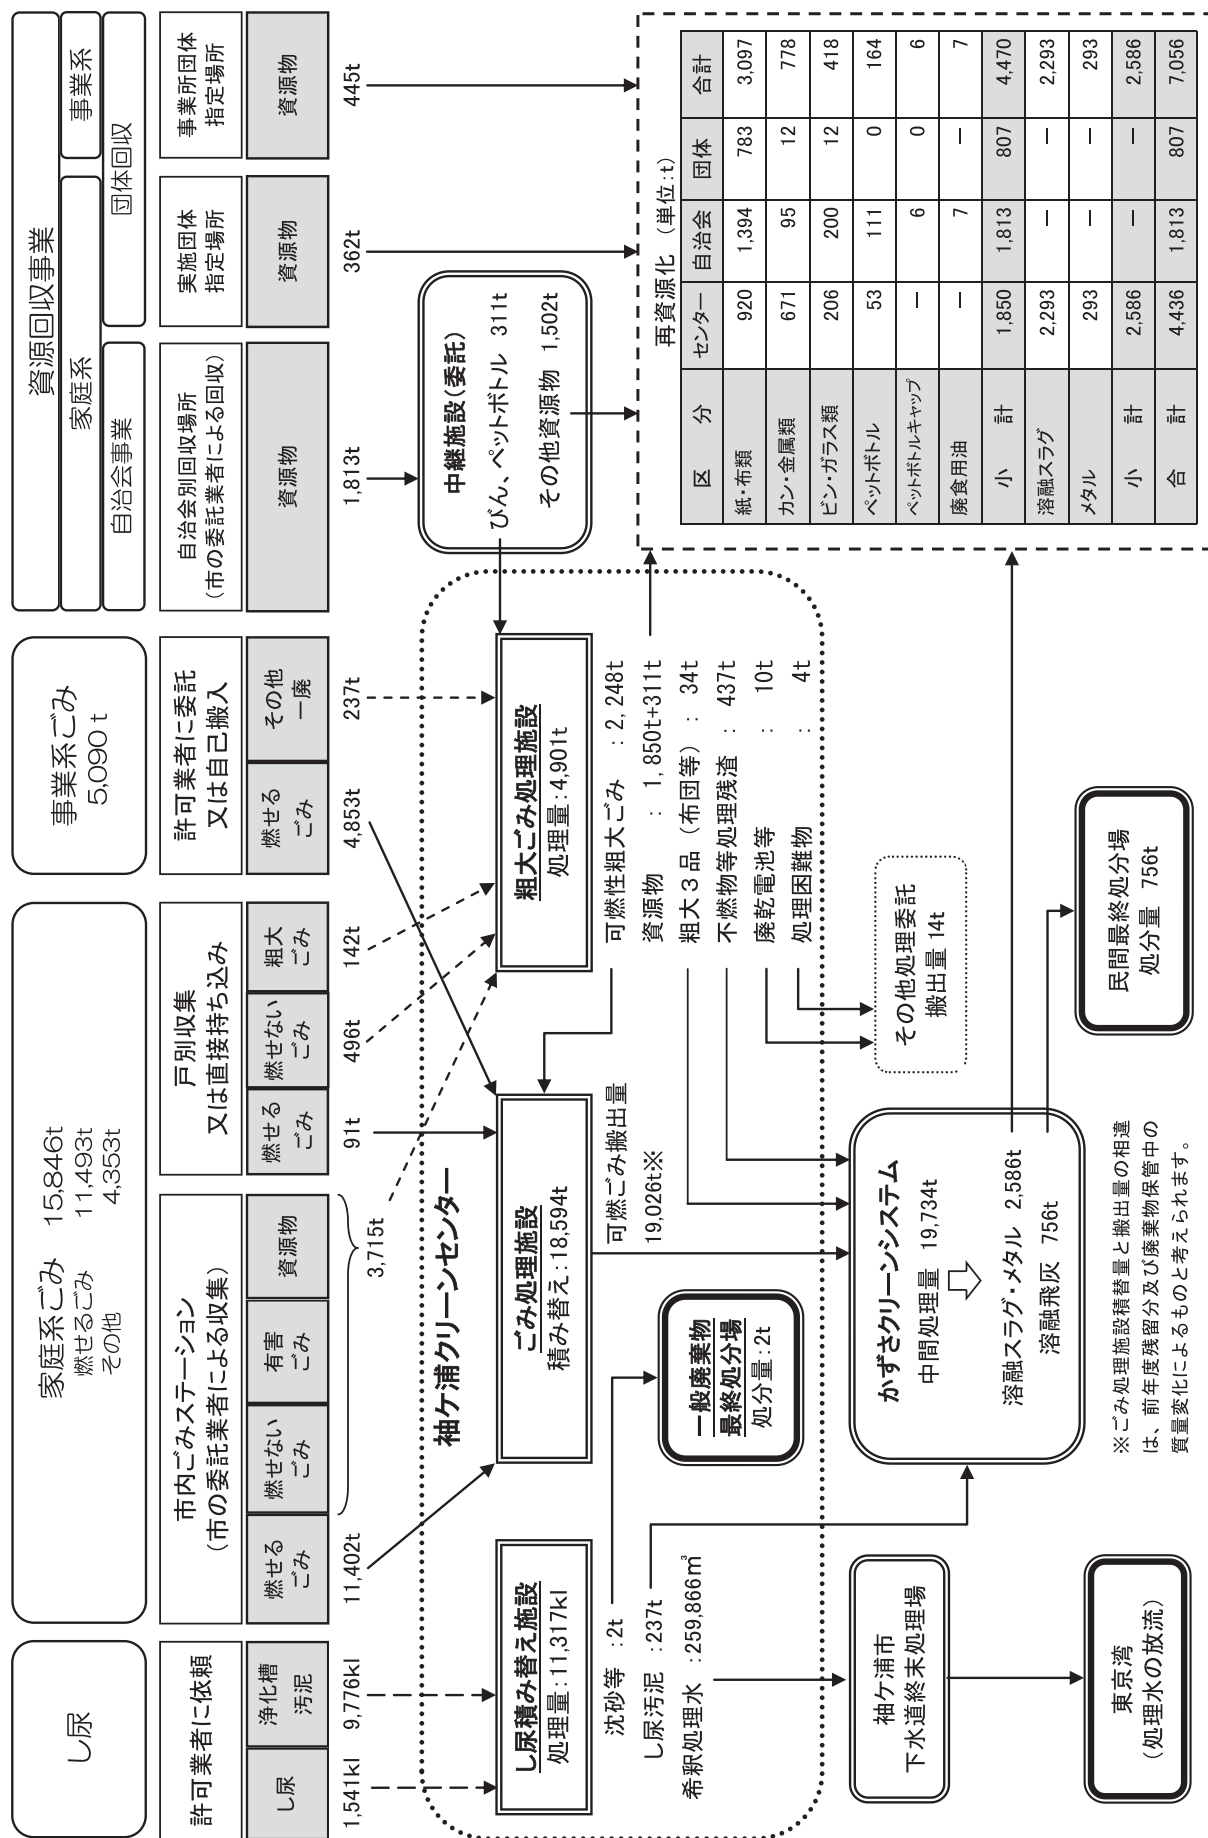 し尿
家庭系ごみ 15,846t
燃せるごみ 11,493t
その他 4,353t
事業系ごみ
5,090 t
資源回収事業
家庭系
事業系
自治会事業
団体回収
許可業者に依頼
市内ごみステーション
(市の委託業者による収集)
戸別収集
又は直接持ち込み
許可業者に委託
又は自己搬入
自治会別回収場所
(市の委託業者による回収)
実施団体
指定場所
事業所団体
指定場所
し尿
浄化槽
汚泥
燃せる
ごみ
燃せない
ごみ
有害
ごみ
資源物
燃せる
ごみ
燃せない
ごみ
粗大
ごみ
燃せる
ごみ
その他
一廃
資源物
資源物
資源物
1,541kl
9,776kl
11,402t
3,715t
91t
496t
142t
4,853t
237t
1,813t
362t
445t
袖ケ浦クリーンセンター
し尿積み替え施設
処理量:11,317kl
ごみ処理施設
積み替え:18,594t
粗大ごみ処理施設
処理量:4,901t
中継施設(委託)
びん、ペットボトル 311t
その他資源物 1,502t
沈砂等 :2t
し尿汚泥 :237t
希釈処理水 :259,866㎥
可燃ごみ搬出量
19,026t※
可燃性粗大ごみ :2,248t
資源物 : 1,850t+311t
粗大3品(布団等) : 34t
不燃物等処理残渣 : 437t
廃乾電池等 : 10t
処理困難物 : 4t
一般廃棄物
最終処分場
処分量:2t
その他処理委託
搬出量 14t
袖ケ浦市
下水道終末処理場
かずさクリーンシステム
中間処理量 19,734t
溶融スラグ・メタル 2,586t
溶融飛灰 756t
東京湾
(処理水の放流)
民間最終処分場
処分量 756t
※ごみ処理施設積替量と搬出量の相違
は、前年度残留分及び廃棄物保管中の
質量変化によるものと考えられます。
再資源化 (単位:t)
区 分 センター 自治会 団体 合計
紙・布類 920 1,394 783 3,097
カン・金属類 671 95 12 778
ビン・ガラス類 206 200 12 418
ペットボトル 53 111 0 164
ペットボトルキャップ － 6 0 6
廃食用油 － 7 － 7
小 計 1,850 1,813 807 4,470
溶融スラグ 2,293 － － 2,293
メタル 293 － － 293
小 計 2,586 － － 2,586
合 計 4,436 1,813 807 7,056